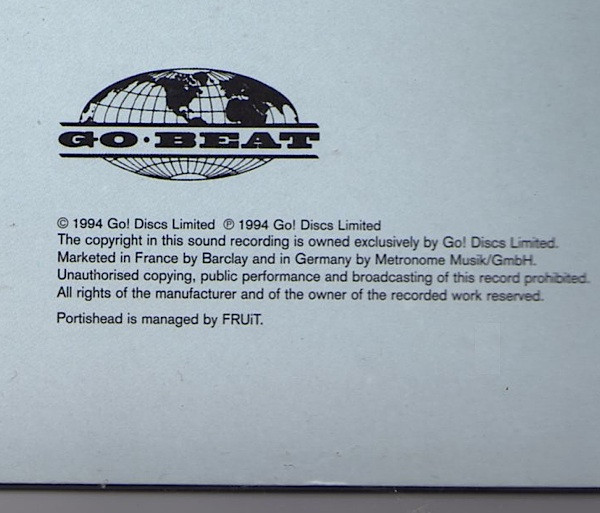 GO·BEAT
© 1994 Go! Discs Limited ℗ 1994 Go! Discs Limited
The copyright in this sound recording is owned exclusively by Go! Discs Limited.
Marketed in France by Barclay and in Germany by Metronome Musik/GmbH.
Unauthorised copying, public performance and broadcasting of this record prohibited.
All rights of the manufacturer and of the owner of the recorded work reserved.
Portishead is managed by FRUiT.